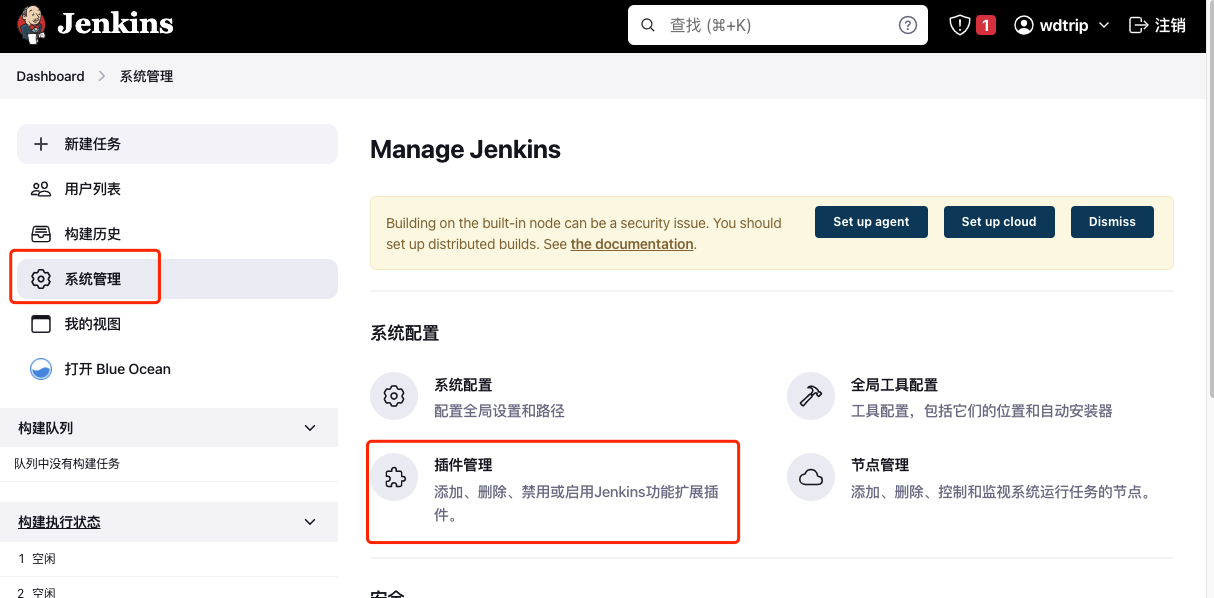 Jenkins
查找 (⌘+K)
1
wdtrip
注销
Dashboard
系统管理
新建任务
用户列表
构建历史
系统管理
我的视图
打开 Blue Ocean
构建队列
队列中没有构建任务
构建执行状态
1 空闲
2 空闲
Manage Jenkins
Building on the built-in node can be a security issue. You should
set up distributed builds. See the documentation.
Set up agent
Set up cloud
Dismiss
系统配置
系统配置
配置全局设置和路径
全局工具配置
工具配置，包括它们的位置和自动安装器
插件管理
添加、删除、禁用或启用Jenkins功能扩展插
件。
节点管理
添加、删除、控制和监视系统运行任务的节点。
安全